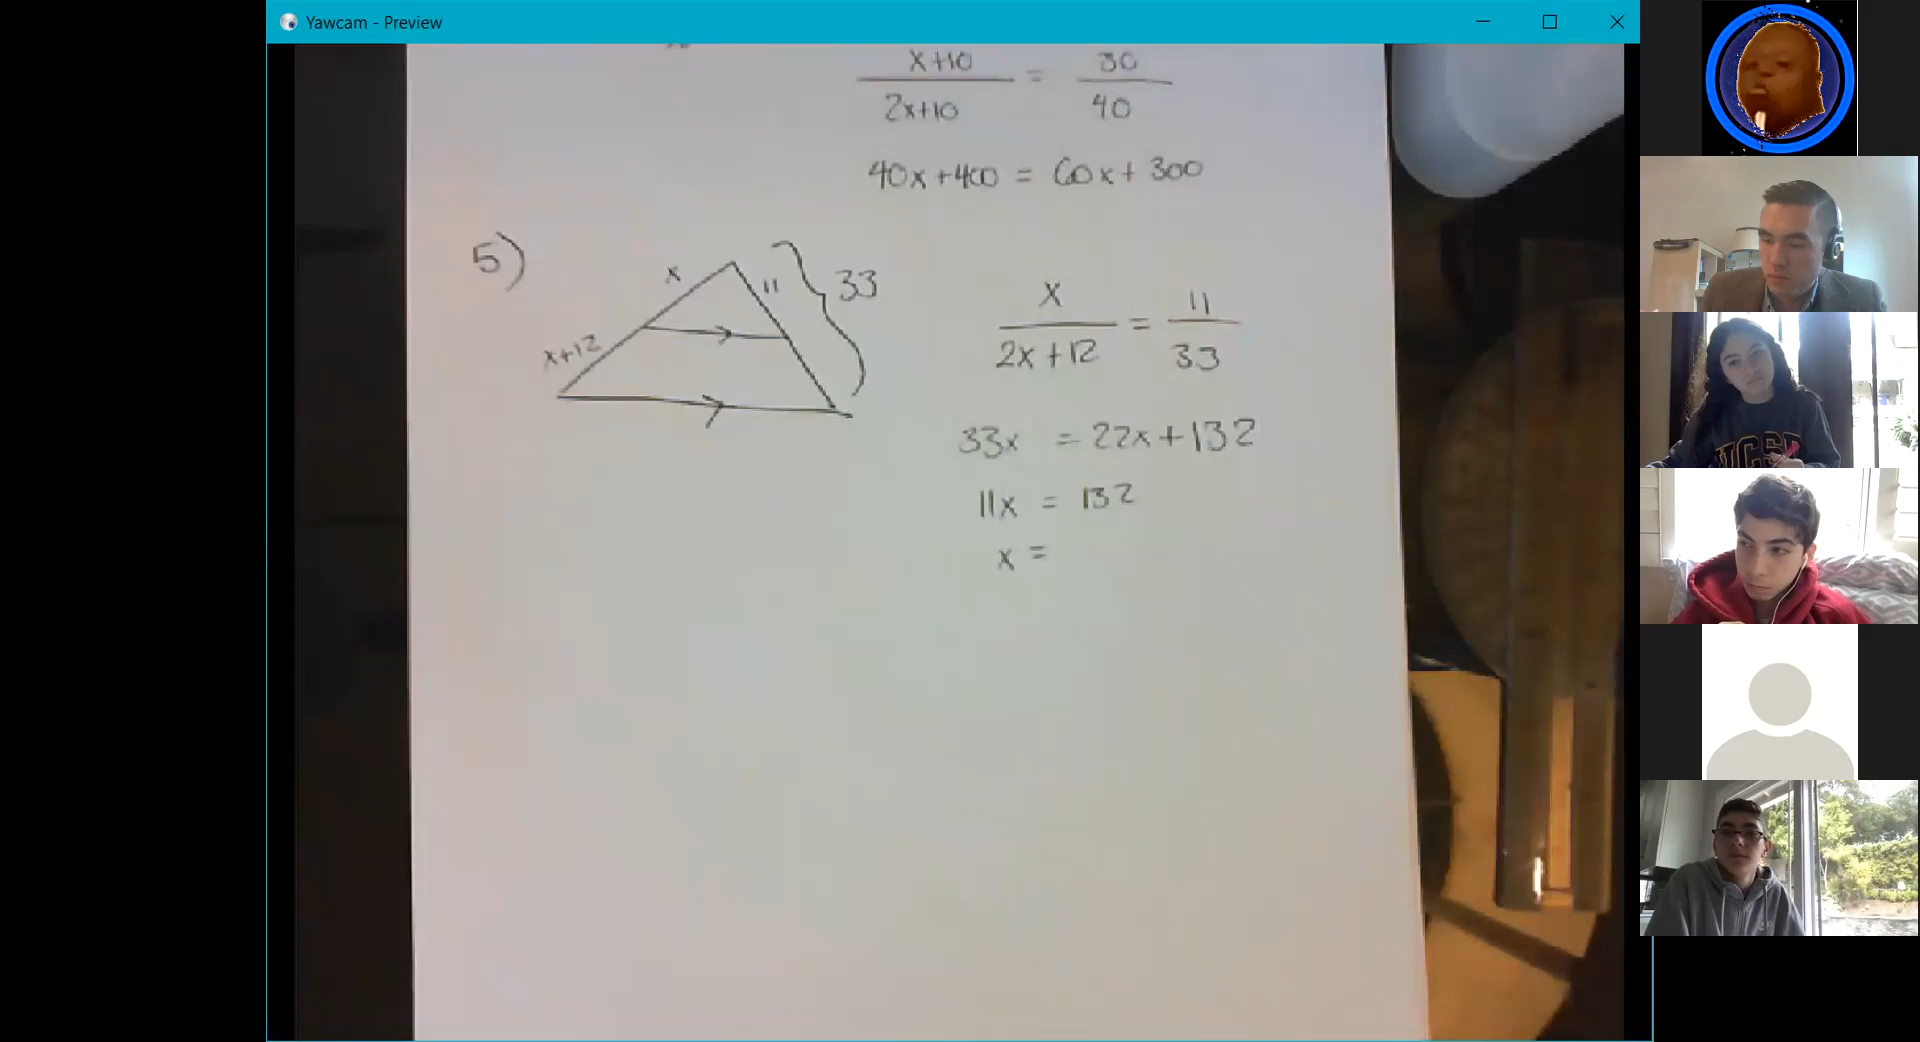 Yawcam - Preview
x+10 = 30
2x+10 40
40x+400 = 60x+300
5)
x
11
33
x+12
x = 11
2x+12 33
33x = 22x+132
11x = 132
x =
UCSD